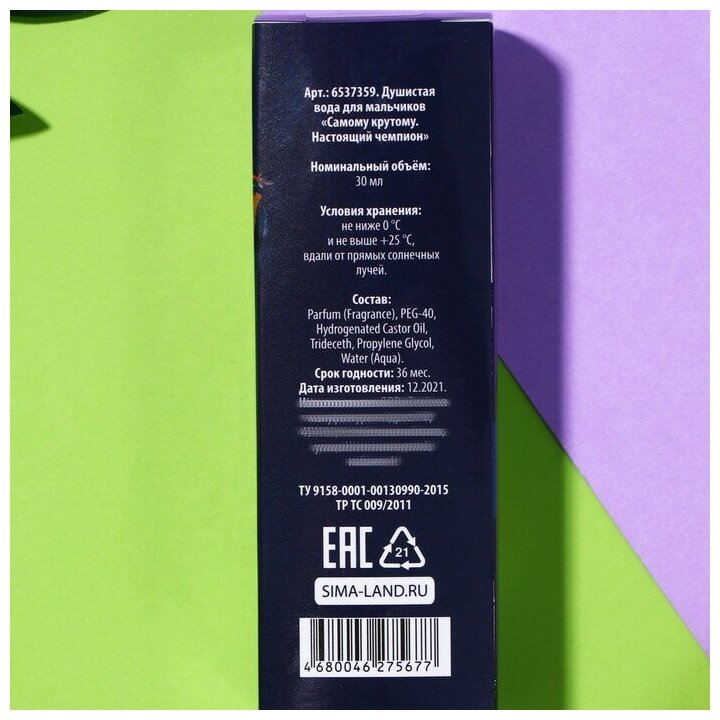 Арт.: 6537359. Душистая
вода для мальчиков
«Самому крутому.
Настоящий чемпион»
Номинальный объём:
30 мл
Условия хранения:
не ниже 0 °C
и не выше +25 °C,
вдали от прямых солнечных
лучей.
Состав:
Parfum (Fragrance), PEG-40,
Hydrogenated Castor Oil,
Trideceth, Propylene Glycol,
Water (Aqua).
Срок годности: 36 мес.
Дата изготовления: 12.2021.
ТУ 9158-0001-00130990-2015
ТР ТС 009/2011
EAC 21
SIMA-LAND.RU
4 680046 275677